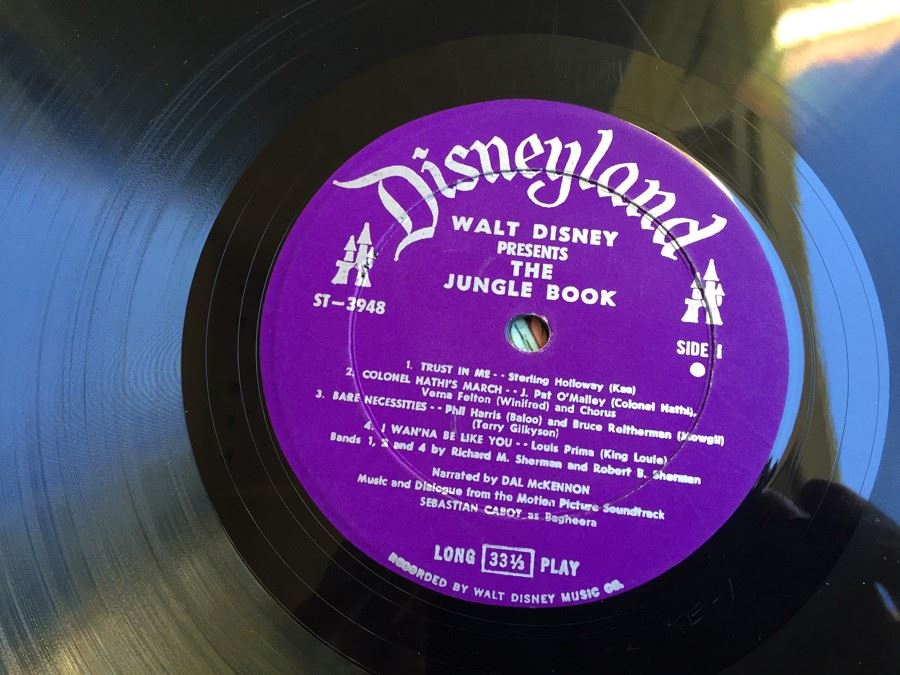 Disneyland
WALT DISNEY
PRESENTS
THE
JUNGLE BOOK
ST-3948
SIDE 1
1. TRUST IN ME - - Sterling Holloway (Kaa)
2. COLONEL NATHI'S MARCH - - J. Pat O'Malley (Colonel Nathi),
Verna Felton (Winifred) and Chorus
3. BARE NECESSITIES - - Phil Harris (Baloo) and Bruce Reitherman (Mowgli)
(Terry Gilkyson)
4. I WAN'NA BE LIKE YOU - - Louis Prima (King Louie)
Bands 1, 2 and 4 by Richard M. Sherman and Robert B. Sherman
Narrated by DAL McKENNON
Music and Dialogue from the Motion Picture Soundtrack
SEBASTIAN CABOT as Bagheera
LONG 33⅓ PLAY
RECORDED BY WALT DISNEY MUSIC CO.